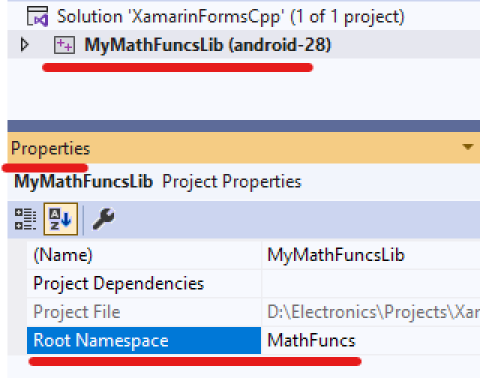 Solution 'XamarinFormsCpp' (1 of 1 project)
MyMathFuncsLib (android-28)
Properties
MyMathFuncsLib Project Properties
(Name) MyMathFuncsLib
Project Dependencies
Project File D:\Electronics\Projects\Xar
Root Namespace MathFuncs